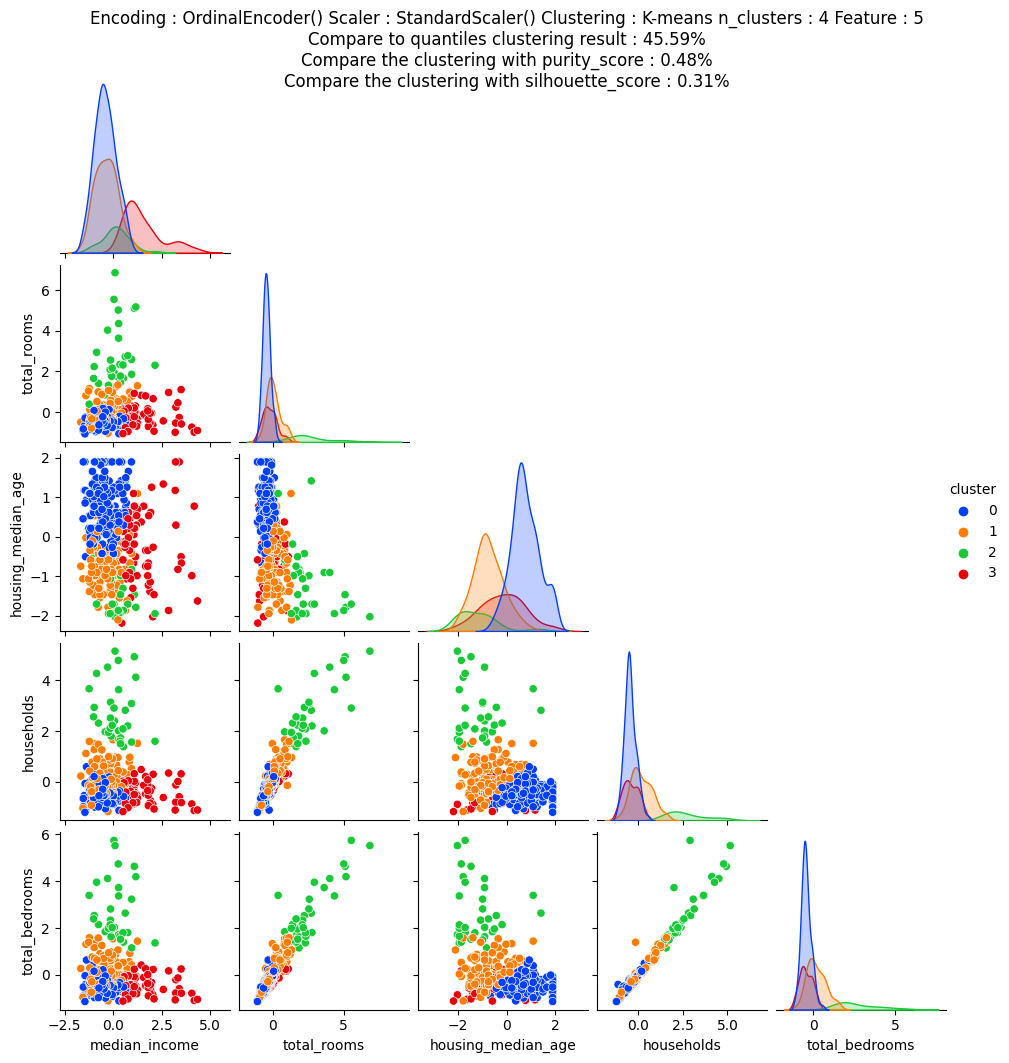 Encoding : OrdinalEncoder() Scaler : StandardScaler() Clustering : K-means n_clusters : 4 Feature : 5
Compare to quantiles clustering result : 45.59%
Compare the clustering with purity_score : 0.48%
Compare the clustering with silhouette_score : 0.31%
total_rooms
6
4
2
0
housing_median_age
2
1
0
−1
−2
households
4
2
0
total_bedrooms
6
4
2
0
−2.5 0.0 2.5 5.0
0 5
−2 0 2
0.0 2.5 5.0
0 5
median_income
total_rooms
housing_median_age
households
total_bedrooms
cluster
0
1
2
3